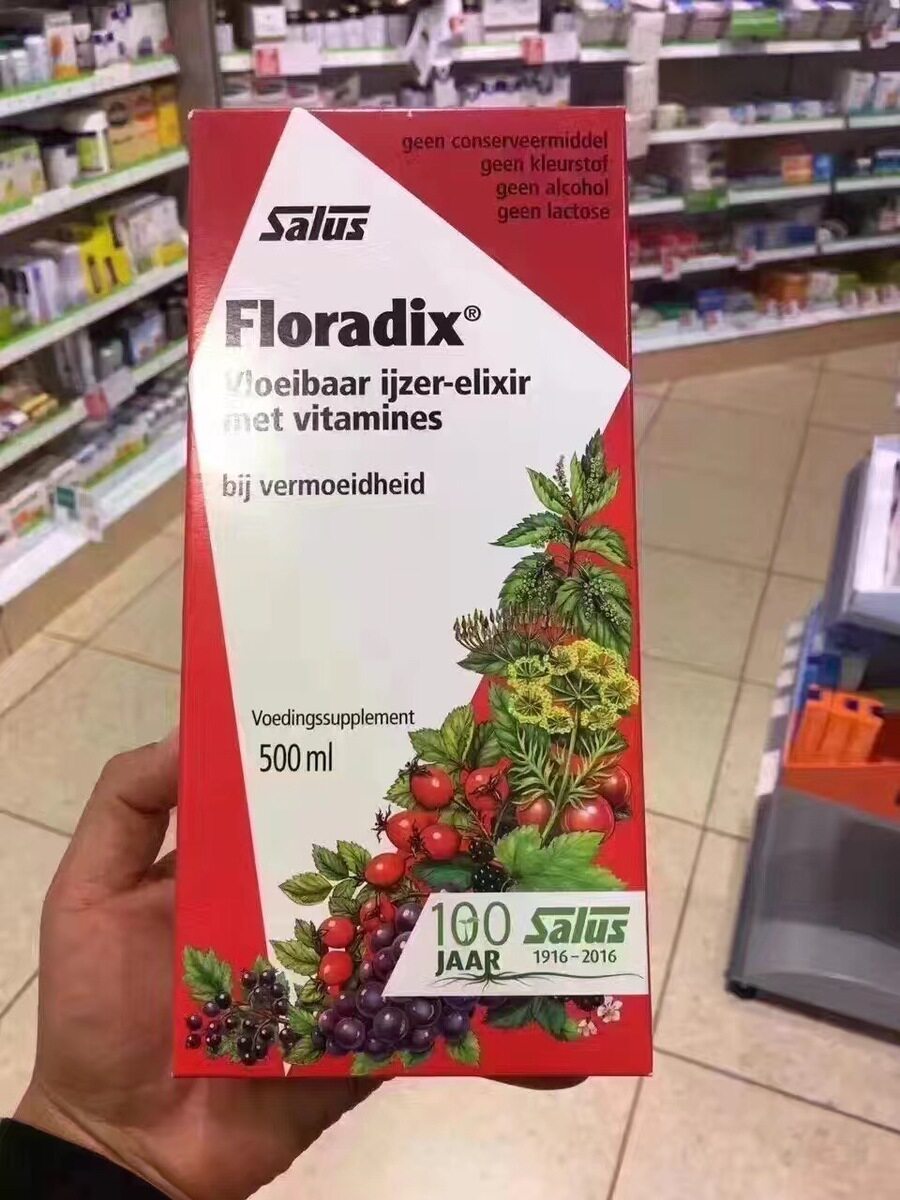 geen conserveermiddel
geen kleurstof
geen alcohol
geen lactose
Salus
Floradix®
Vloeibaar ijzer-elixir
met vitamines
bij vermoeidheid
Voedingssupplement
500 ml
100
JAAR
Salus
1916-2016